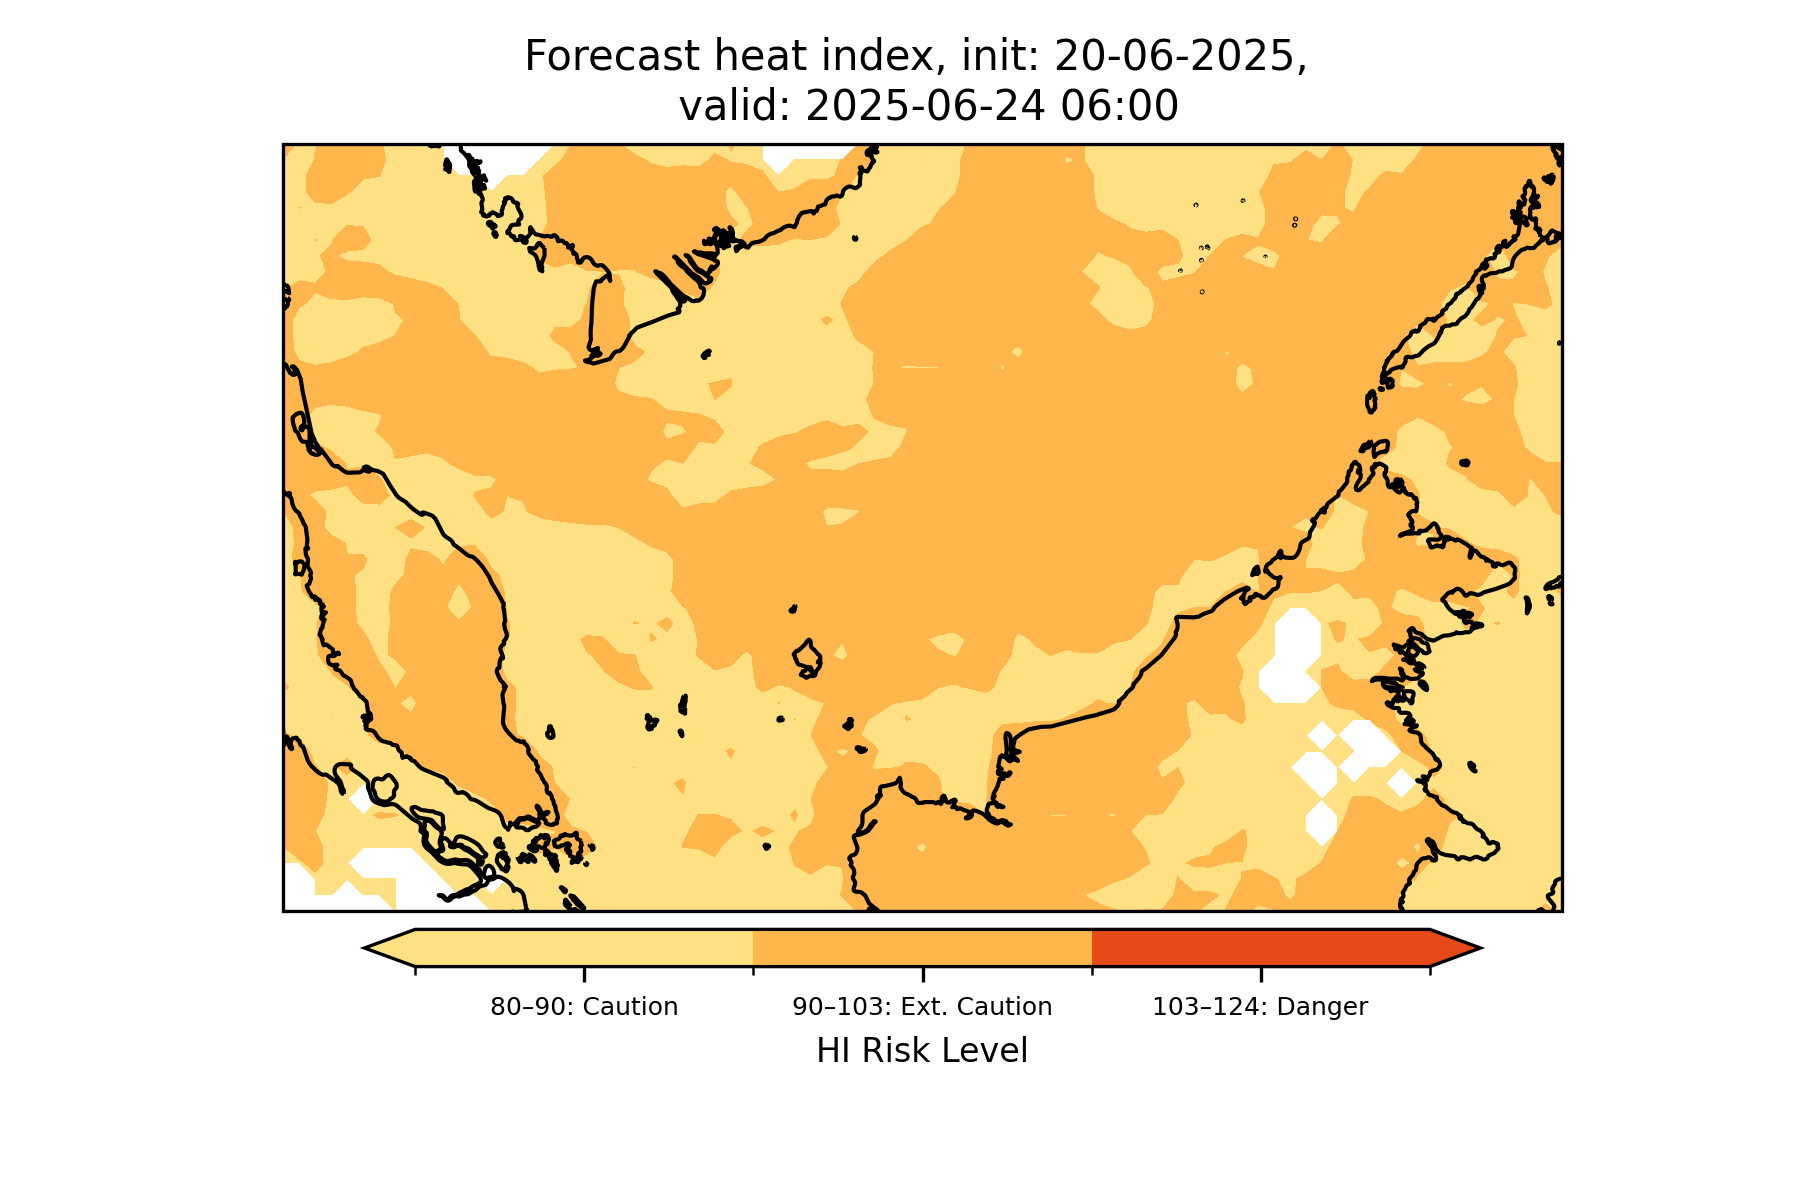 Forecast heat index, init: 20-06-2025,
valid: 2025-06-24 06:00
80–90: Caution
90–103: Ext. Caution
103–124: Danger
HI Risk Level